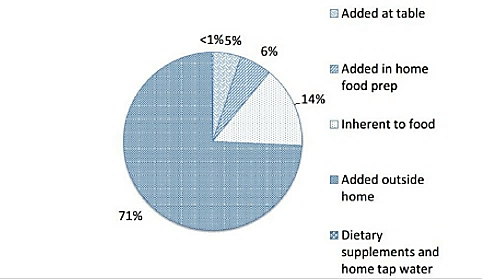 <1%
5%
6%
14%
71%
Added at table
Added in home
food prep
Inherent to food
Added outside
home
Dietary
supplements and
home tap water